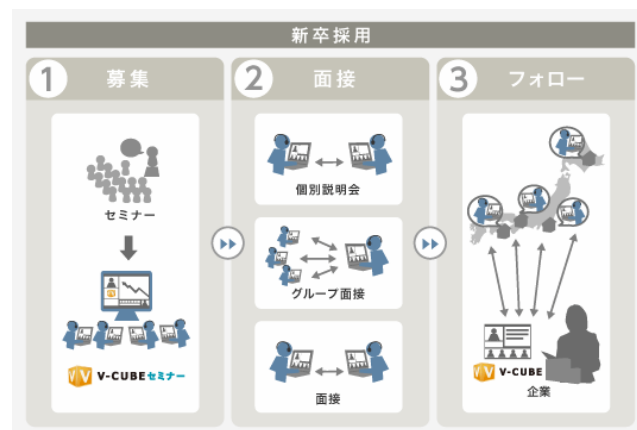 新卒採用
1 募集
2 面接
3 フォロー
セミナー
V-CUBEセミナー
個別説明会
グループ面接
面接
V-CUBE
企業